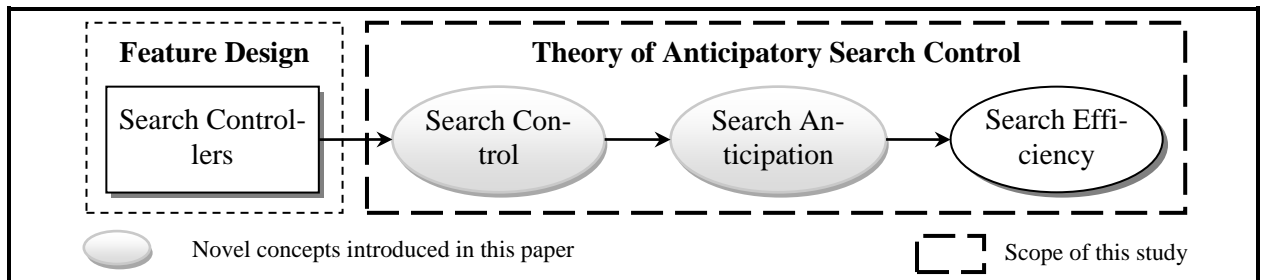 Feature Design
Theory of Anticipatory Search Control
Search Control-
lers
Search Con-
trol
Search An-
ticipation
Search Effi-
ciency
Novel concepts introduced in this paper
Scope of this study